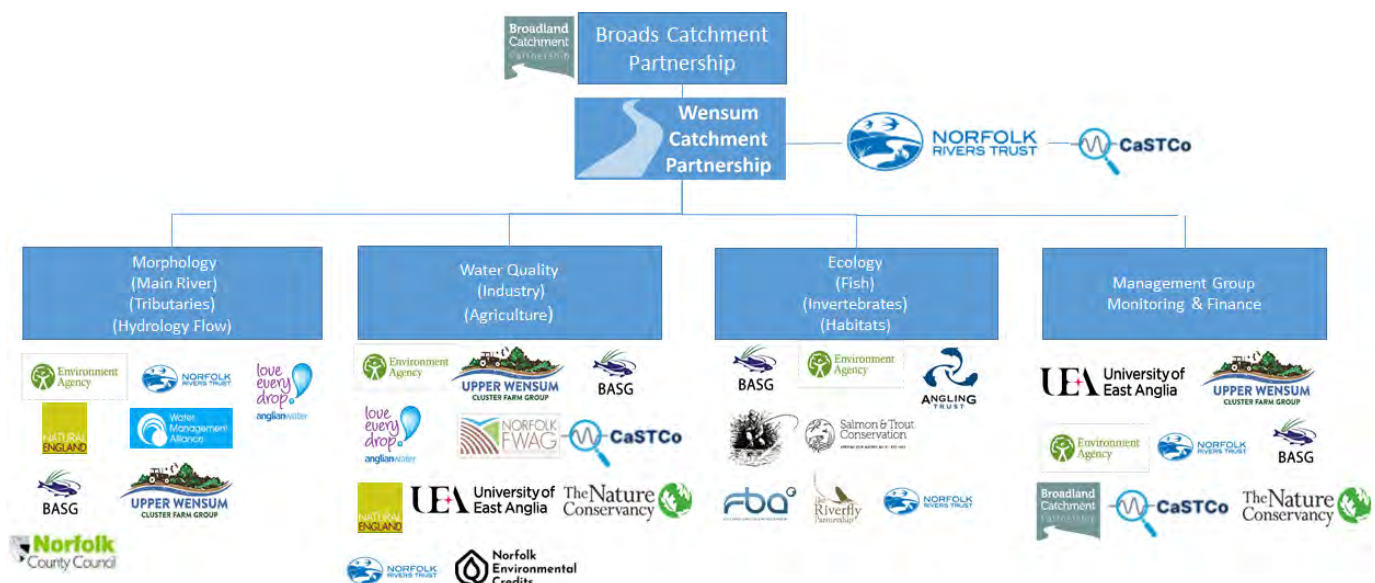 Broadland
Catchment
Partnership
Broads Catchment
Partnership
Wensum
Catchment
Partnership
NORFOLK
RIVERS TRUST
CaSTCo
Morphology
(Main River)
(Tributaries)
(Hydrology Flow)
Water Quality
(Industry)
(Agriculture)
Ecology
(Fish)
(Invertebrates)
(Habitats)
Management Group
Monitoring & Finance
Environment
Agency
NORFOLK
RIVERS TRUST
love
every
drop
anglianwater
NATURAL
ENGLAND
Water
Management
Alliance
BASG
UPPER WENSUM
CLUSTER FARM GROUP
Norfolk
County Council
Environment
Agency
UPPER WENSUM
CLUSTER FARM GROUP
BASG
love
every
drop
anglianwater
NORFOLK
FWAG
CaSTCo
NATURAL
ENGLAND
UEA University of
East Anglia
The Nature
Conservancy
NORFOLK
RIVERS TRUST
Norfolk
Environmental
Credits
BASG
Environment
Agency
ANGLING
TRUST
Salmon & Trout
Conservation
fba
The
Riverfly
Partnership
NORFOLK
RIVERS TRUST
UEA University of
East Anglia
UPPER WENSUM
CLUSTER FARM GROUP
Environment
Agency
NORFOLK
RIVERS TRUST
BASG
Broadland
Catchment
Partnership
CaSTCo
The Nature
Conservancy